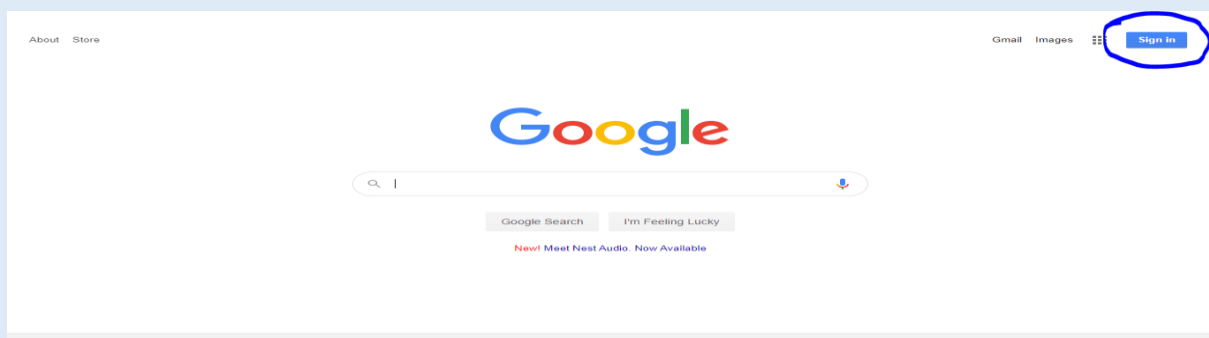 About Store Gmail Images Sign in
Google
Google Search I'm Feeling Lucky
New! Meet Nest Audio. Now Available